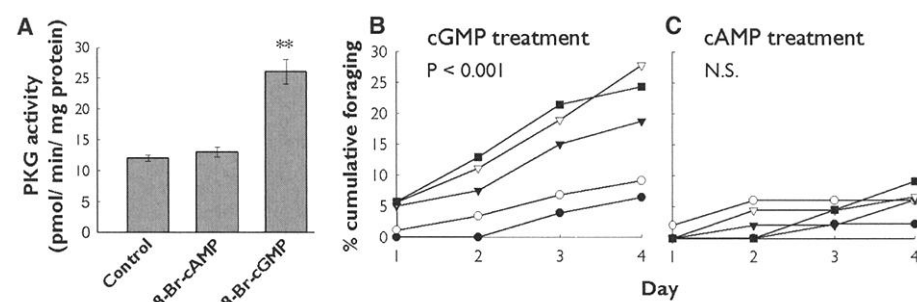 A
PKG activity
(pmol/ min/ mg protein)
30
25
20
15
10
5
0
**
Control
8-Br-cAMP
8-Br-cGMP
B
cGMP treatment
P < 0.001
% cumulative foraging
30
25
20
15
10
5
0
1
2
3
4
C
cAMP treatment
N.S.
1
2
3
4
Day